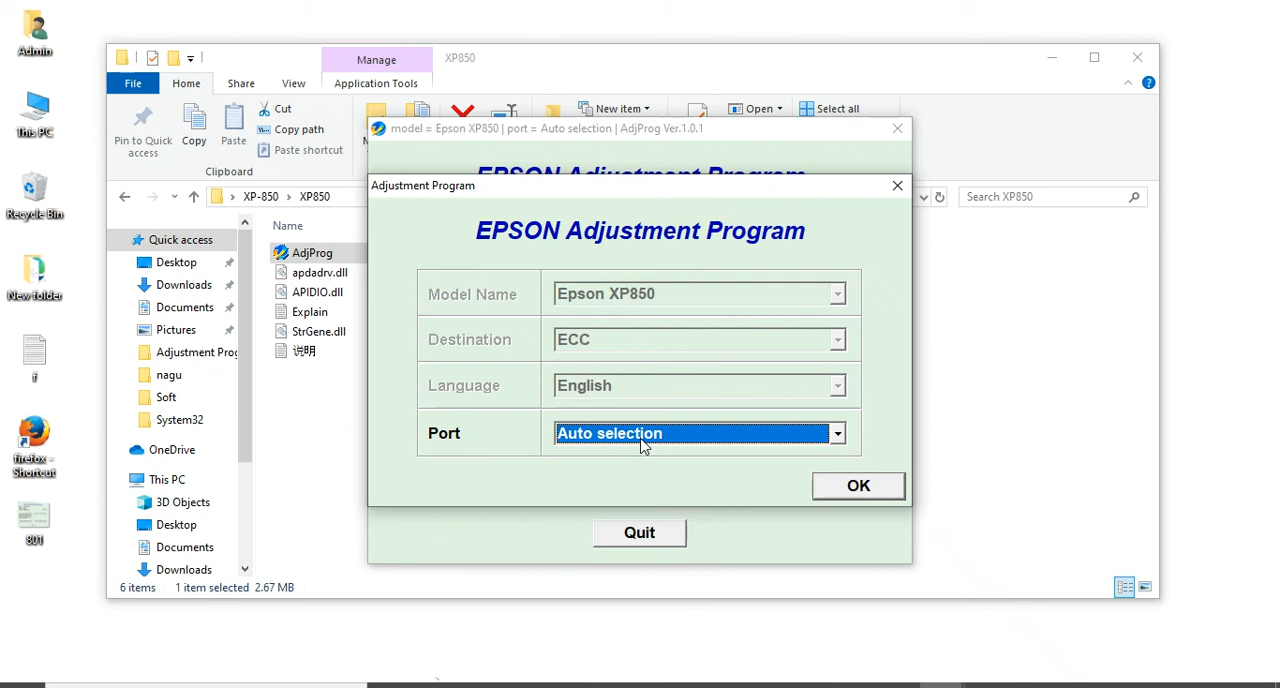 Admin
This PC
Recycle Bin
New folder
firefox -
Shortcut
801
Manage
XP850
File
Home
Share
View
Application Tools
Pin to Quick
access
Copy
Paste
Cut
Copy path
Paste shortcut
Clipboard
New item
Open
Select all
XP-850 > XP850
Search XP850
Quick access
Desktop
Downloads
Documents
Pictures
Adjustment Prog
nagu
Soft
System32
OneDrive
This PC
3D Objects
Desktop
Documents
Downloads
Name
AdjProg
apdadrv.dll
APIDIO.dll
Explain
StrGene.dll
说明
6 items
1 item selected 2.67 MB
model = Epson XP850 | port = Auto selection | AdjProg Ver.1.0.1
EPSON Adjustment Program
Adjustment Program
EPSON Adjustment Program
Model Name
Epson XP850
Destination
ECC
Language
English
Port
Auto selection
OK
Quit